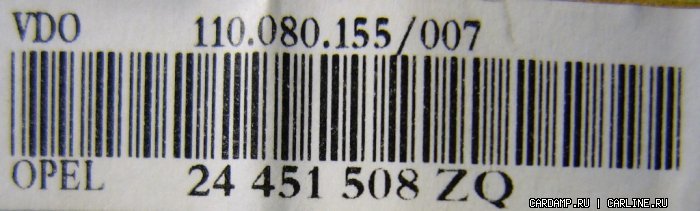 VDO 110.080.155/007
OPEL 24 451 508 ZQ
CARDAMP.RU | CARLINE.RU